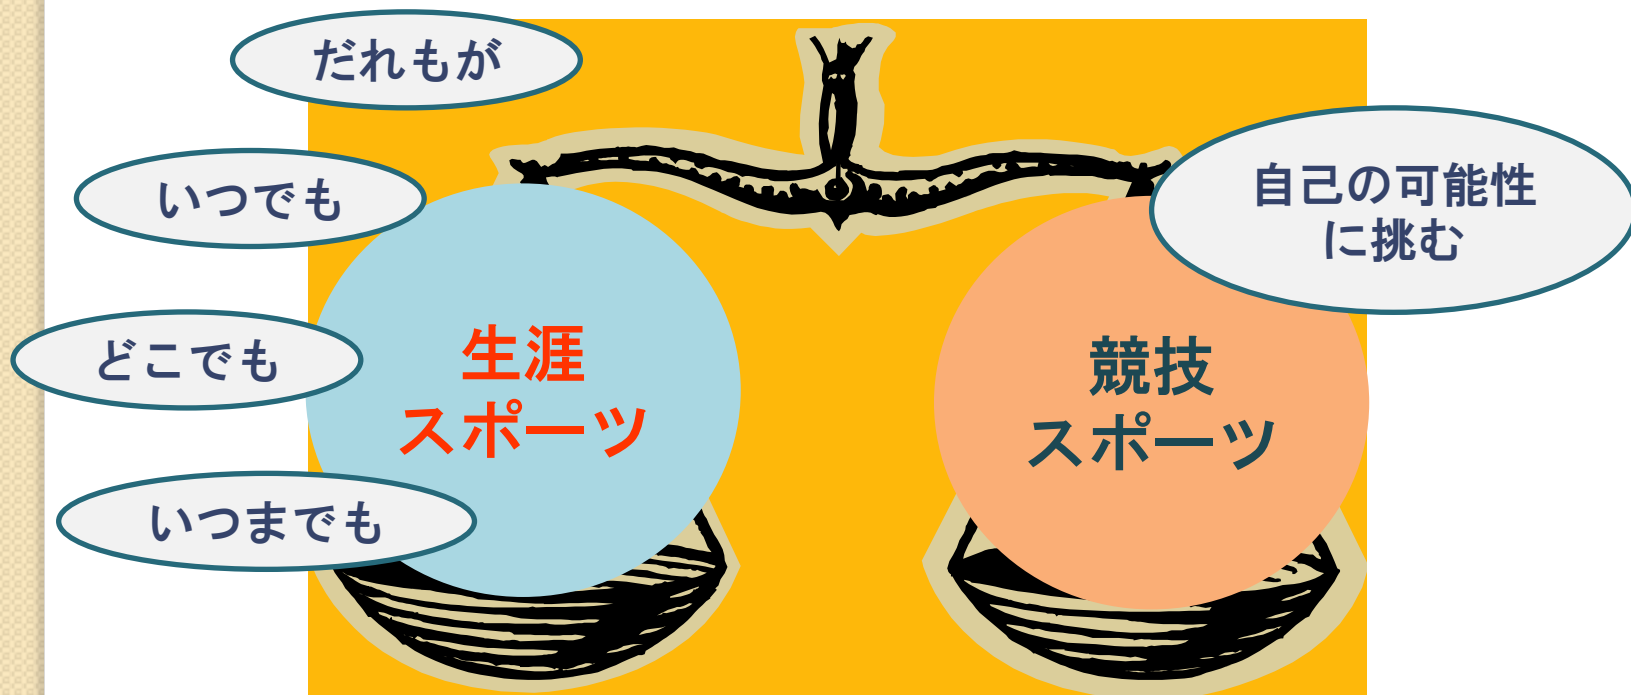 だれもが
いつでも
どこでも
いつまでも
生涯
スポーツ
自己の可能性
に挑む
競技
スポーツ